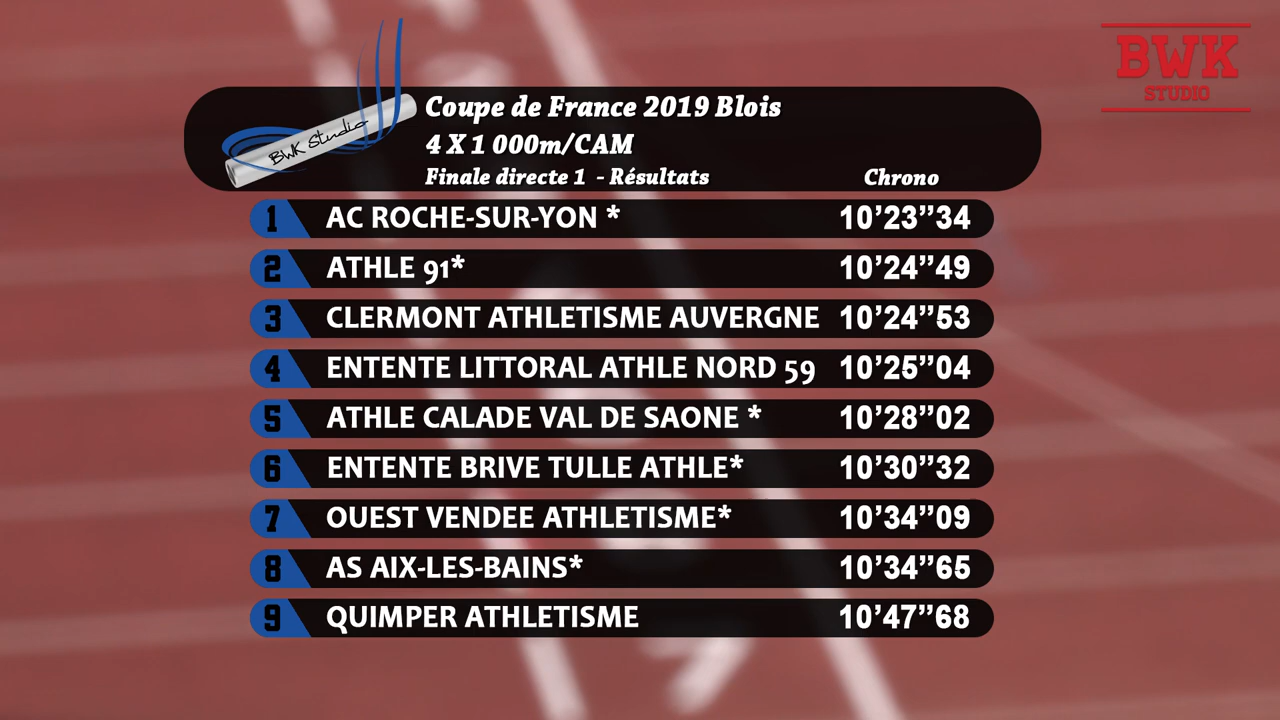 BWK
STUDIO
BWK Studio
Coupe de France 2019 Blois
4 X 1 000m/CAM
Finale directe 1 - Résultats Chrono
1 AC ROCHE-SUR-YON * 10’23”34
2 ATHLE 91* 10’24”49
3 CLERMONT ATHLETISME AUVERGNE 10’24”53
4 ENTENTE LITTORAL ATHLE NORD 59 10’25”04
5 ATHLE CALADE VAL DE SAONE * 10’28”02
6 ENTENTE BRIVE TULLE ATHLE* 10’30”32
7 OUEST VENDEE ATHLETISME* 10’34”09
8 AS AIX-LES-BAINS* 10’34”65
9 QUIMPER ATHLETISME 10’47”68